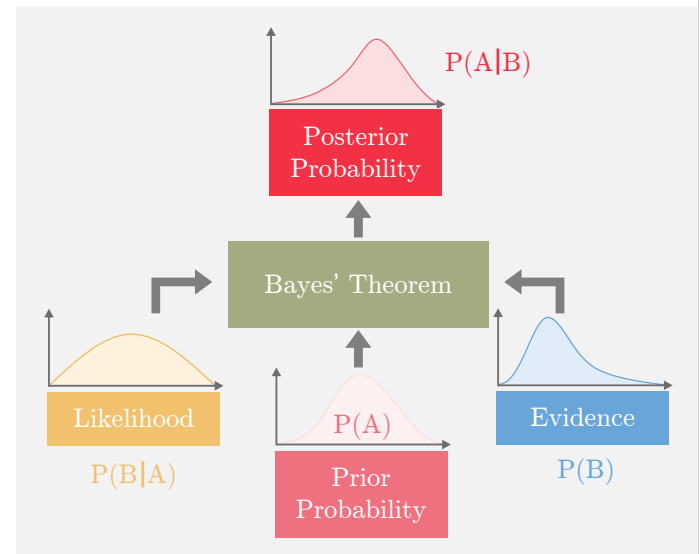 P(A|B)
Posterior
Probability
Bayes' Theorem
Likelihood
P(B|A)
P(A)
Prior
Probability
Evidence
P(B)